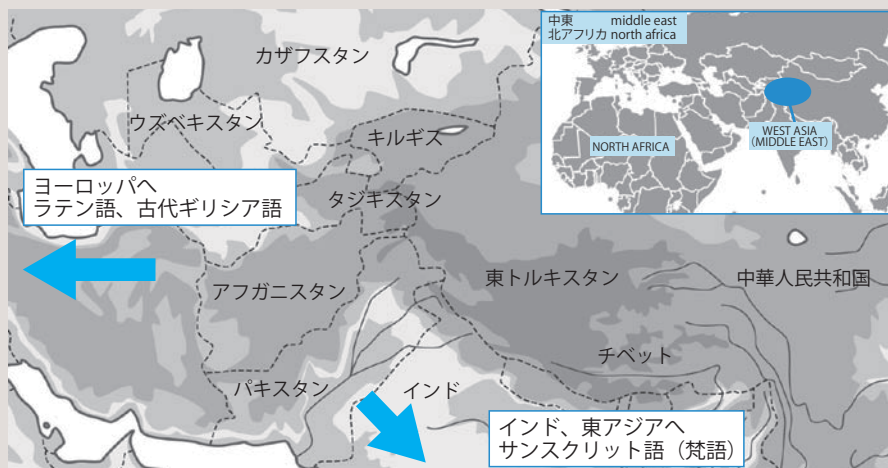 中東 middle east
北アフリカ north africa
カザフスタン
ウズベキスタン
キルギス
NORTH AFRICA
WEST ASIA
(MIDDLE EAST)
ヨーロッパへ
ラテン語、古代ギリシア語
タジキスタン
アフガニスタン
東トルキスタン
中華人民共和国
チベット
パキスタン
インド
インド、東アジアへ
サンスクリット語（梵語）